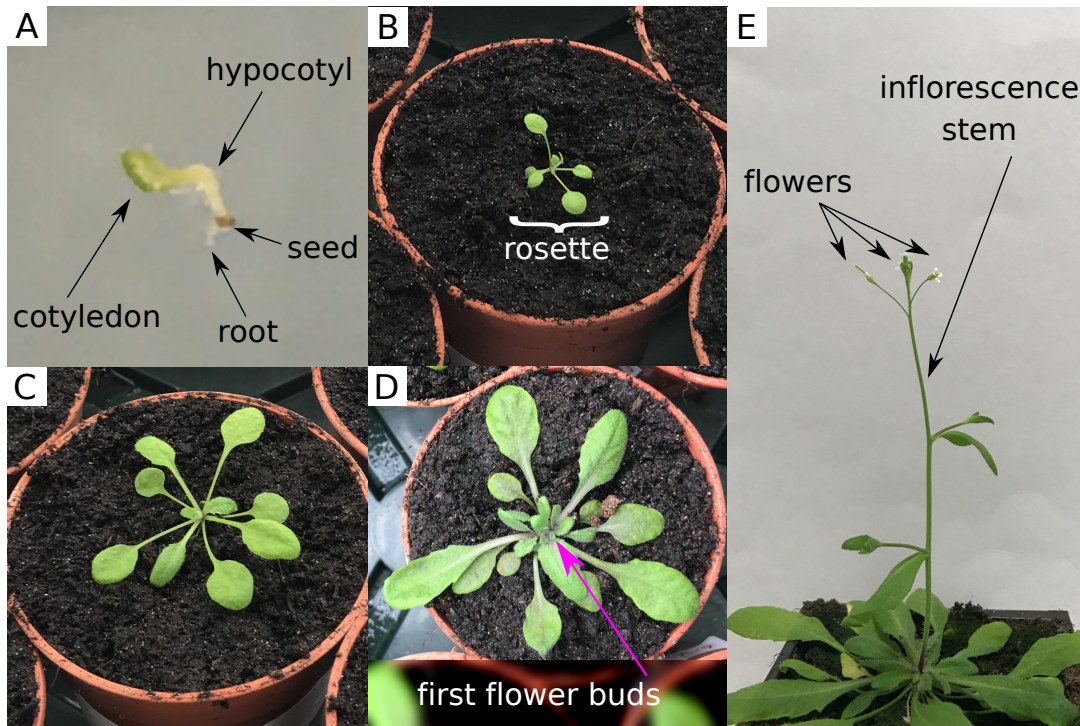 A
hypocotyl
seed
cotyledon
root
B
rosette
C
D
first flower buds
E
inflorescence
stem
flowers